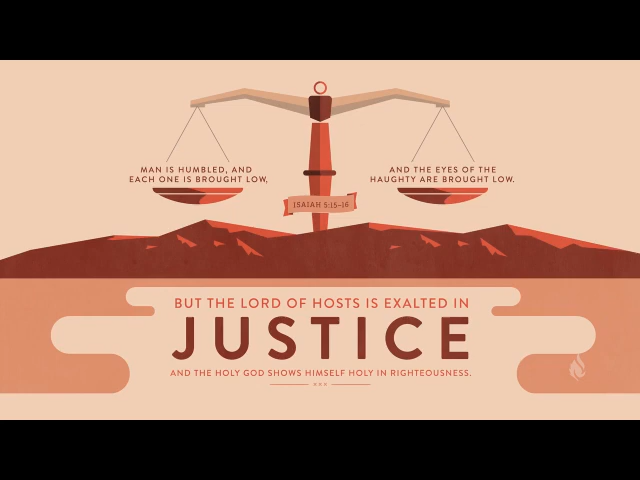 MAN IS HUMBLED, AND
EACH ONE IS BROUGHT LOW,
AND THE EYES OF THE
HAUGHTY ARE BROUGHT LOW.
ISAIAH 5:15–16
BUT THE LORD OF HOSTS IS EXALTED IN
JUSTICE
AND THE HOLY GOD SHOWS HIMSELF HOLY IN RIGHTEOUSNESS.